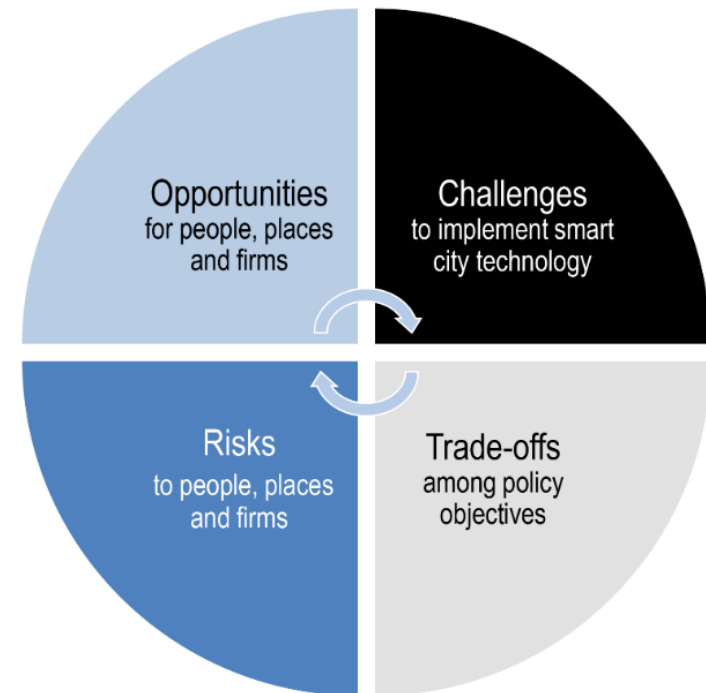 Opportunities
for people, places
and firms
Challenges
to implement smart
city technology
Risks
to people, places
and firms
Trade-offs
among policy
objectives